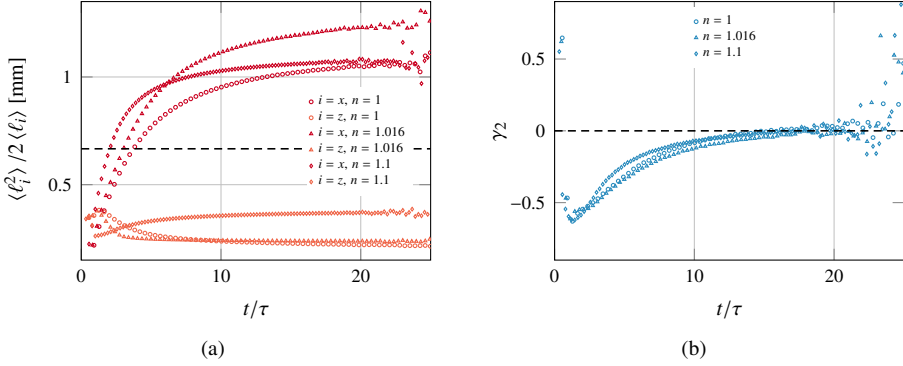 ⟨ℓ_i^2⟩ / 2 ⟨ℓ_i⟩ [mm]
1
0.5
0
10
20
t/τ
i = x, n = 1
i = z, n = 1
i = x, n = 1.016
i = z, n = 1.016
i = x, n = 1.1
i = z, n = 1.1
(a)
γ_2
0.5
0
−0.5
0
10
20
t/τ
n = 1
n = 1.016
n = 1.1
(b)